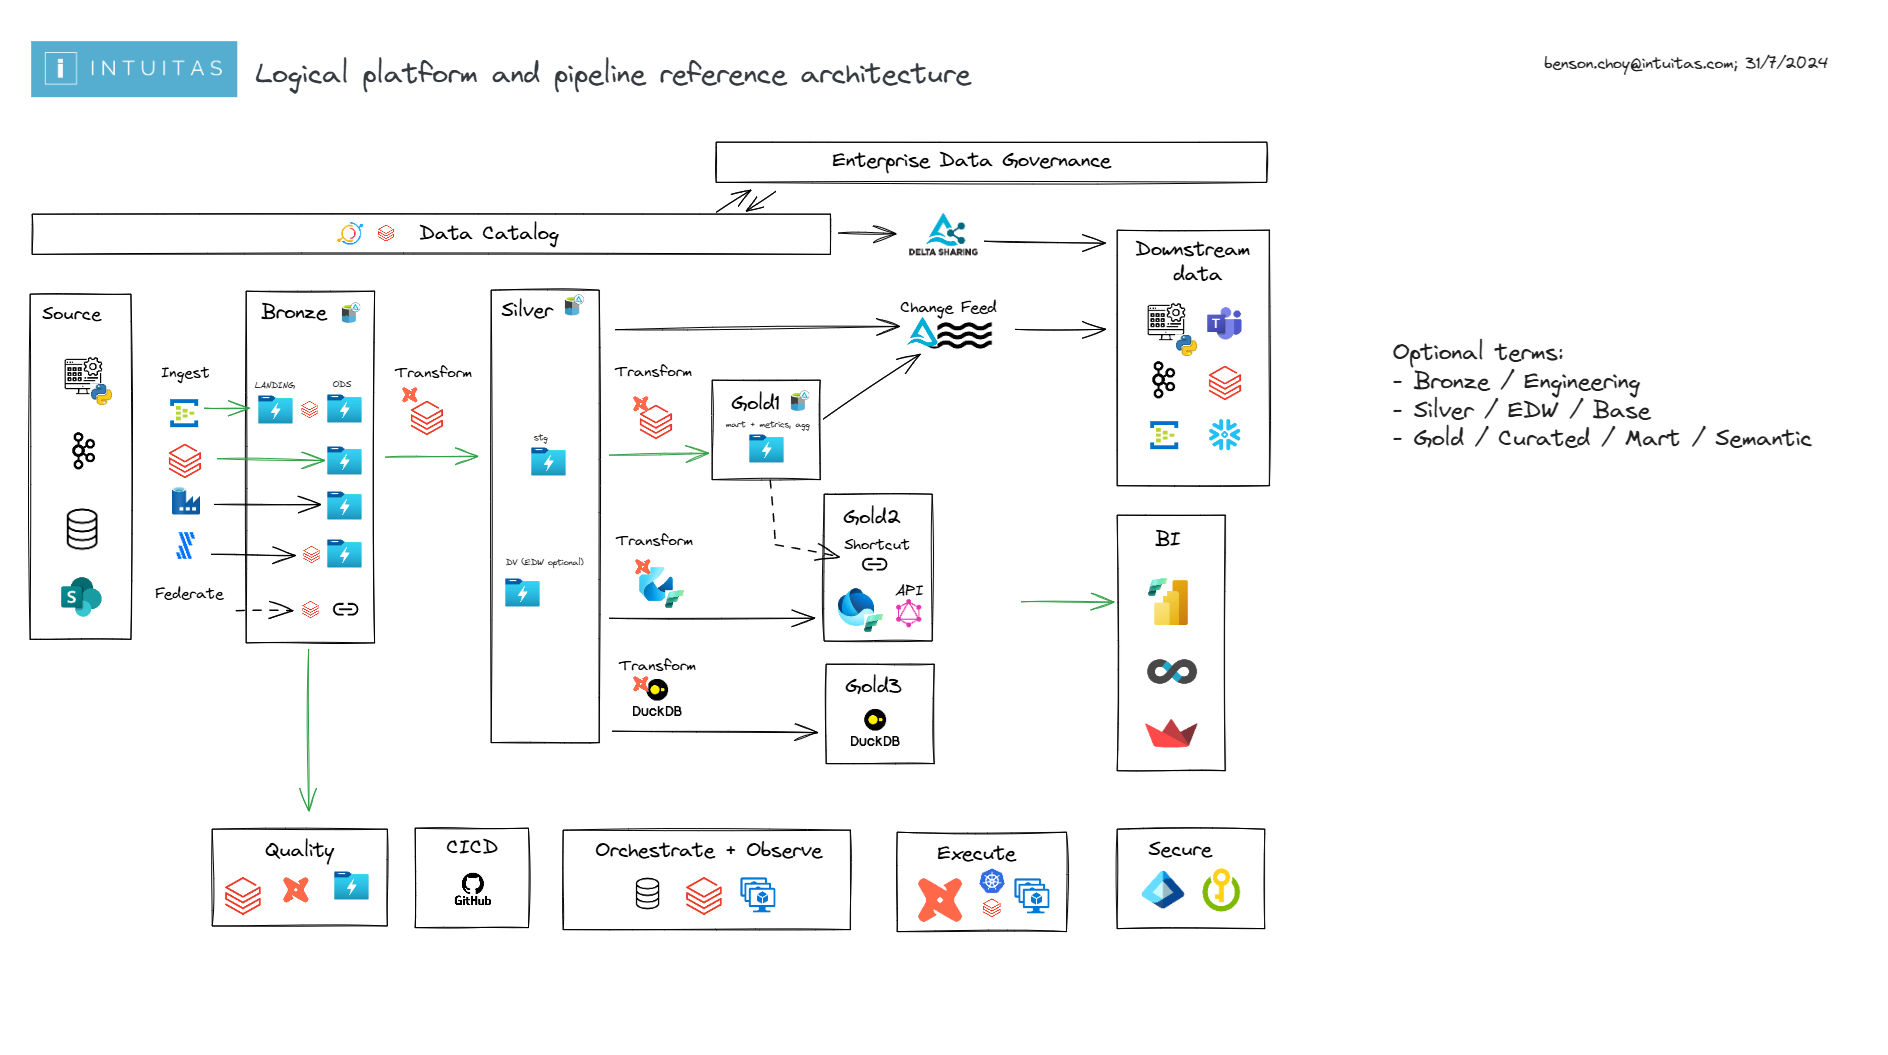 i INTUITAS
Logical platform and pipeline reference architecture
benson.choy@intuitas.com; 31/7/2024
Enterprise Data Governance
Data Catalog
DELTA SHARING
Downstream
data
Source
Bronze
Silver
Change Feed
Ingest
LANDING
ODS
Transform
Transform
Gold1
mart + metrics, agg
stg
Optional terms:
- Bronze / Engineering
- Silver / EDW / Base
- Gold / Curated / Mart / Semantic
Gold2
Shortcut
API
Transform
DV (EDW optional)
Federate
S
T
BI
Transform
DuckDB
Gold3
DuckDB
Quality
CICD
GitHub
Orchestrate + Observe
Execute
Secure